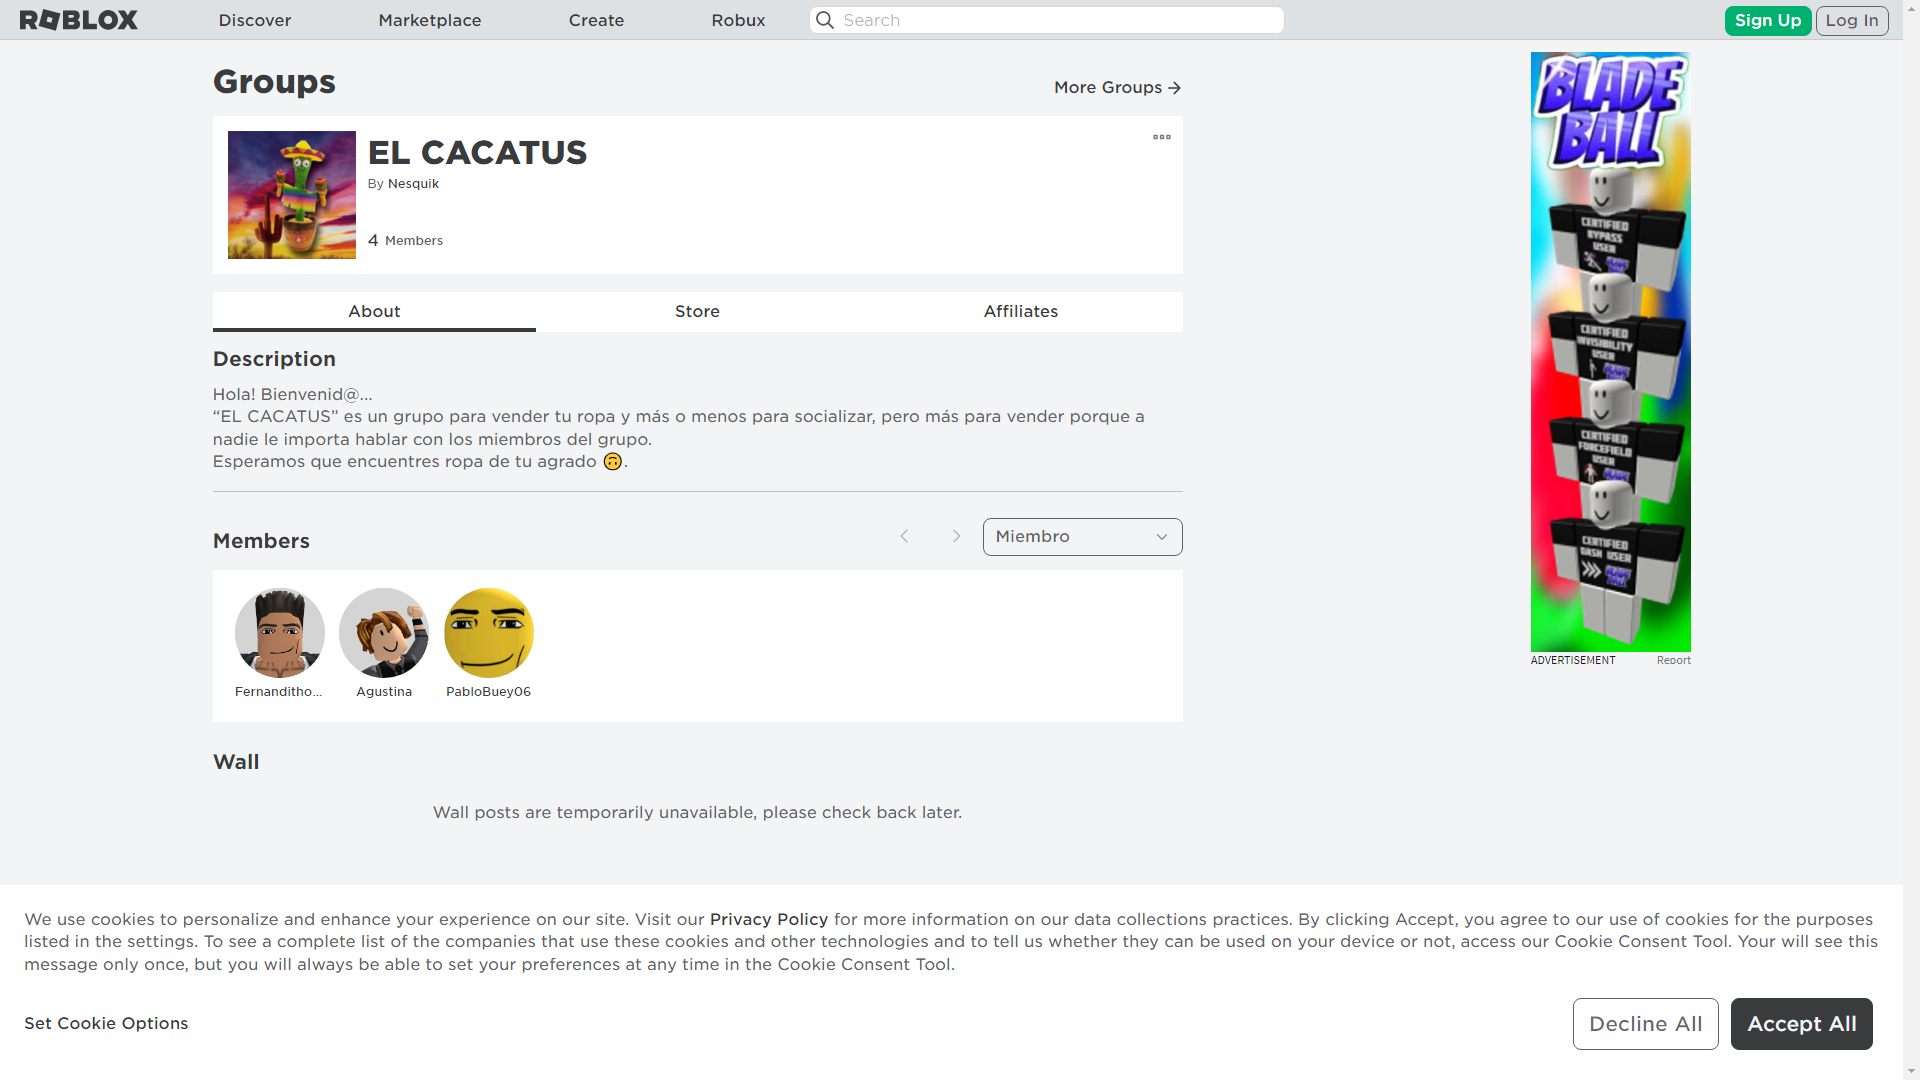 ROBLOX
Discover
Marketplace
Create
Robux
Search
Sign Up
Log In
Groups
More Groups
EL CACATUS
By Nesquik
4 Members
About
Store
Affiliates
Description
Hola! Bienvenid@...
“EL CACATUS” es un grupo para vender tu ropa y más o menos para socializar, pero más para vender porque a
nadie le importa hablar con los miembros del grupo.
Esperamos que encuentres ropa de tu agrado 🙃.
Members
Miembro
Fernanditho...
Agustina
PabloBuey06
Wall
Wall posts are temporarily unavailable, please check back later.
BLADE
BALL
CERTIFIED
BYPASS
USER
BLADE
BALL
CERTIFIED
INVISIBILITY
USER
BLADE
BALL
CERTIFIED
FORCEFIELD
USER
BLADE
BALL
CERTIFIED
DASH USER
BLADE
BALL
ADVERTISEMENT
Report
We use cookies to personalize and enhance your experience on our site. Visit our Privacy Policy for more information on our data collections practices. By clicking Accept, you agree to our use of cookies for the purposes
listed in the settings. To see a complete list of the companies that use these cookies and other technologies and to tell us whether they can be used on your device or not, access our Cookie Consent Tool. Your will see this
message only once, but you will always be able to set your preferences at any time in the Cookie Consent Tool.
Set Cookie Options
Decline All
Accept All